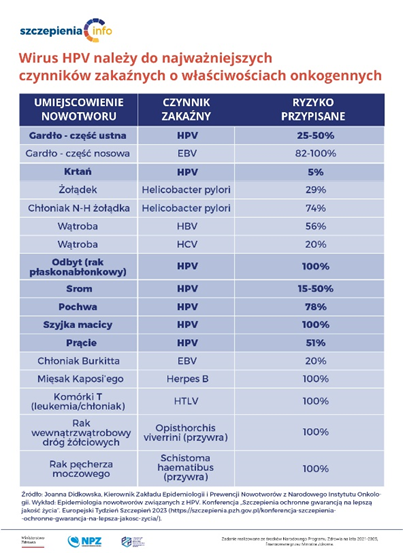 szczepienia info
Wirus HPV należy do najważniejszych
czynników zakaźnych o właściwościach onkogennych
UMIEJSCOWIENIE NOWOTWORU CZYNNIK ZAKAŹNY RYZYKO PRZYPISANE
Gardło - część ustna HPV 25-50%
Gardło - część nosowa EBV 82-100%
Krtań HPV 5%
Żołądek Helicobacter pylori 29%
Chłoniak N-H żołądka Helicobacter pylori 74%
Wątroba HBV 56%
Wątroba HCV 20%
Odbyt (rak płaskonabłonkowy) HPV 100%
Srom HPV 15-50%
Pochwa HPV 78%
Szyjka macicy HPV 100%
Prącie HPV 51%
Chłoniak Burkitta EBV 20%
Mięsak Kaposi'ego Herpes B 100%
Komórki T (leukemia/chłoniak) HTLV 100%
Rak wewnątrzwątrobowy dróg żółciowych Opisthorchis viverrini (przywra) 100%
Rak pęcherza moczowego Schistoma haematibus (przywra) 100%
Źródło: Joanna Didkowska, Kierownik Zakładu Epidemiologii i Prewencji Nowotworów z Narodowego Instytutu Onkolo-
gii. Wykład: Epidemiologia nowotworów związanych z HPV. Konferencja „Szczepienia ochronne gwarancją na lepszą
jakość życia". Europejski Tydzień Szczepień 2023 (https://szczepienia.pzh.gov.pl/konferencja-szczepienia-
-ochronne-gwarancja-na-lepsza-jakosc-zycia/).
Ministerstwo Zdrowia
NPZ
Zadanie realizowane ze środków Narodowego Programu Zdrowia na lata 2021-2025,
finansowane przez Ministra Zdrowia